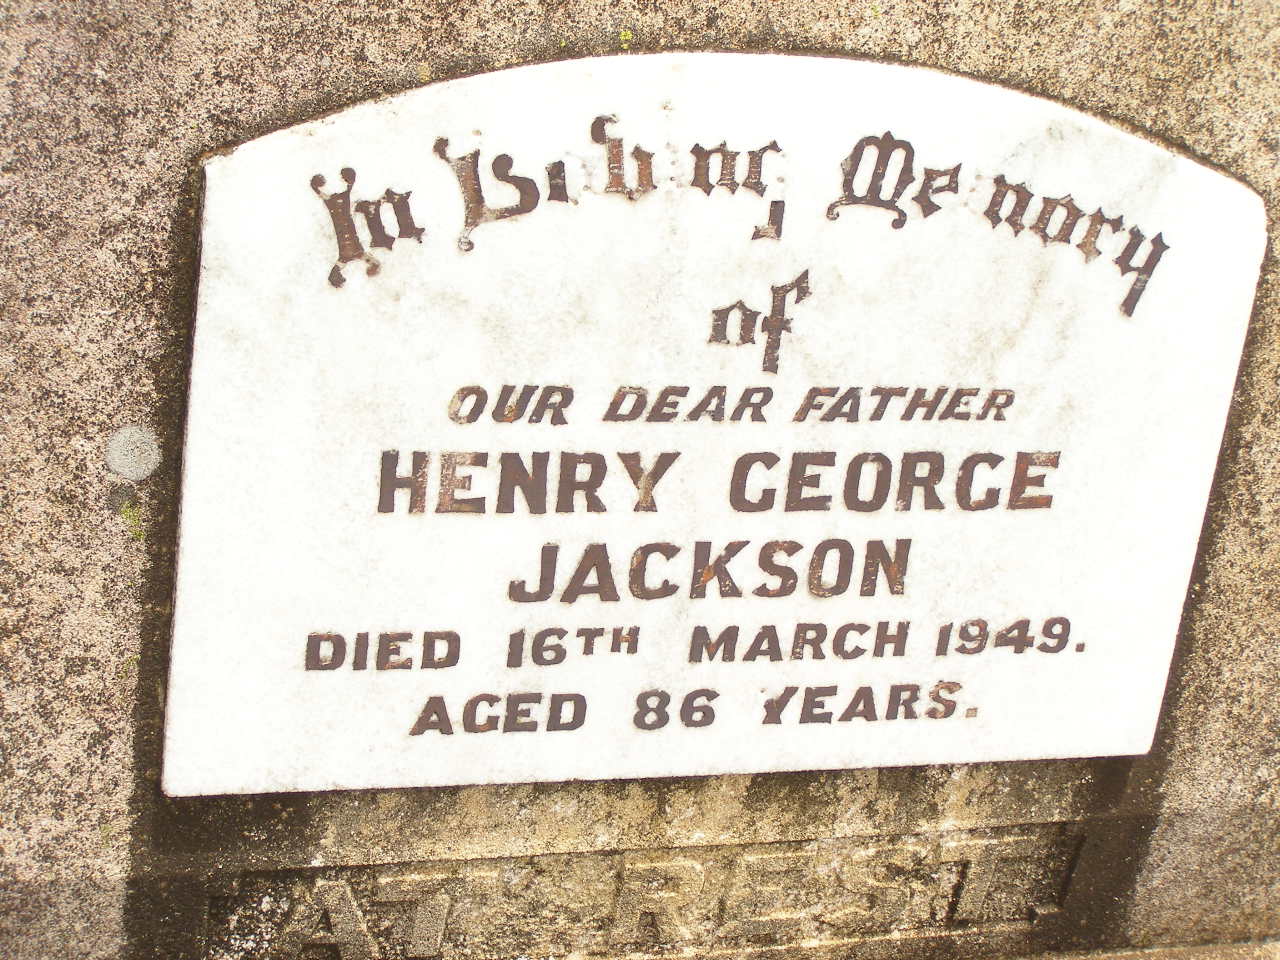 In Loving Memory
of
OUR DEAR FATHER
HENRY GEORGE
JACKSON
DIED 16TH MARCH 1949.
AGED 86 YEARS.
AT REST